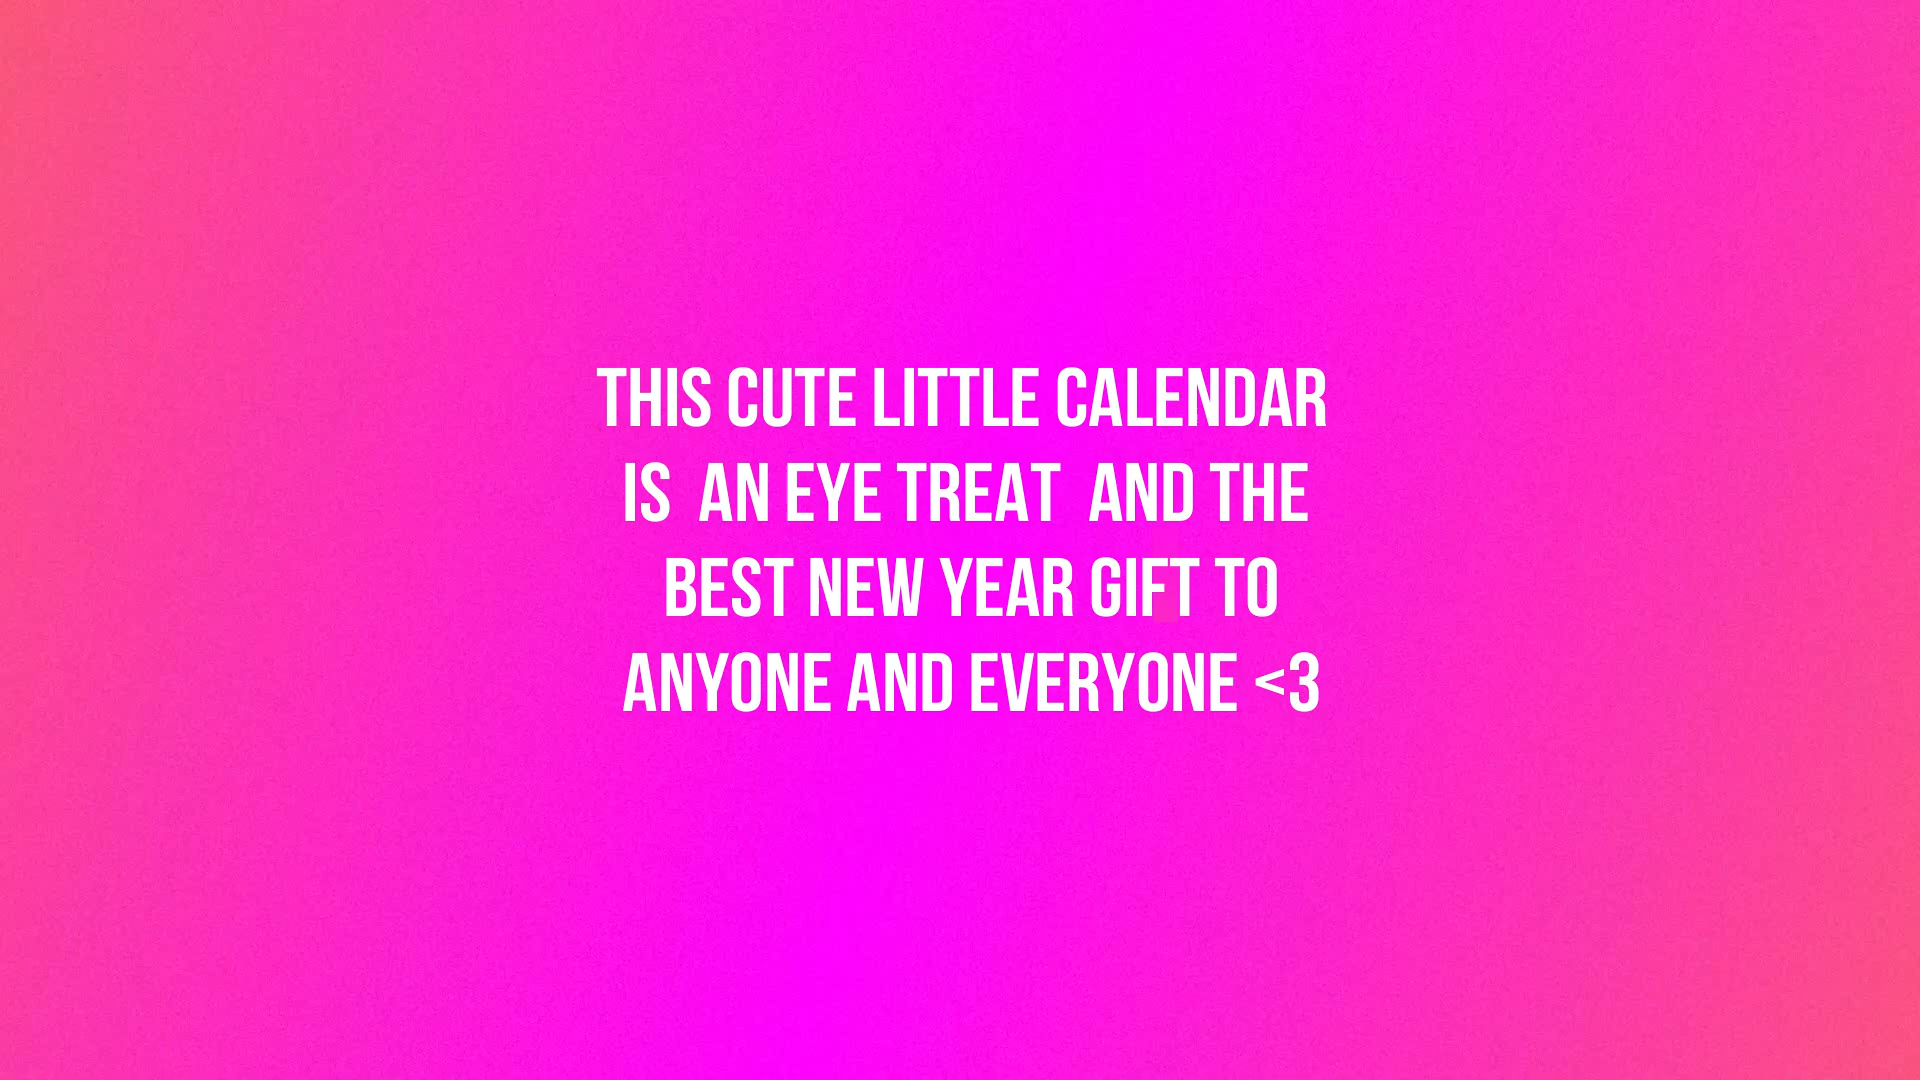 THIS CUTE LITTLE CALENDAR
IS  AN EYE TREAT  AND THE
BEST NEW YEAR GIFT TO
ANYONE AND EVERYONE <3